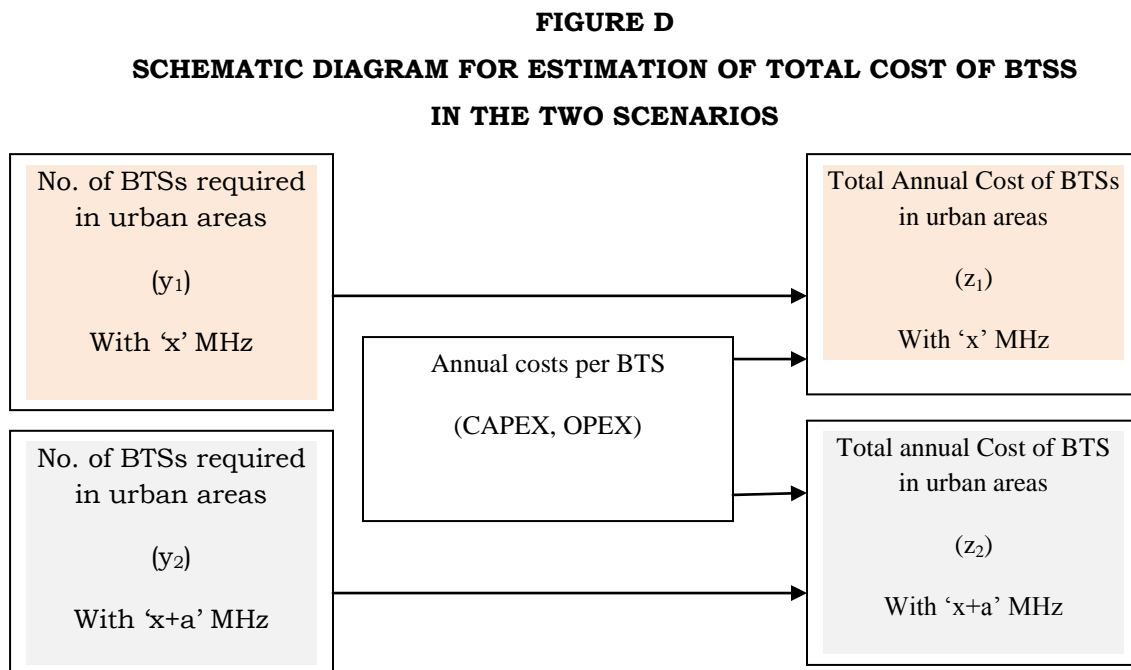 FIGURE D
SCHEMATIC DIAGRAM FOR ESTIMATION OF TOTAL COST OF BTSS
IN THE TWO SCENARIOS
No. of BTSs required
in urban areas
(y₁)
With ‘x’ MHz
Annual costs per BTS
(CAPEX, OPEX)
Total Annual Cost of BTSs
in urban areas
(z₁)
With ‘x’ MHz
No. of BTSs required
in urban areas
(y₂)
With ‘x+a’ MHz
Total annual Cost of BTS
in urban areas
(z₂)
With ‘x+a’ MHz